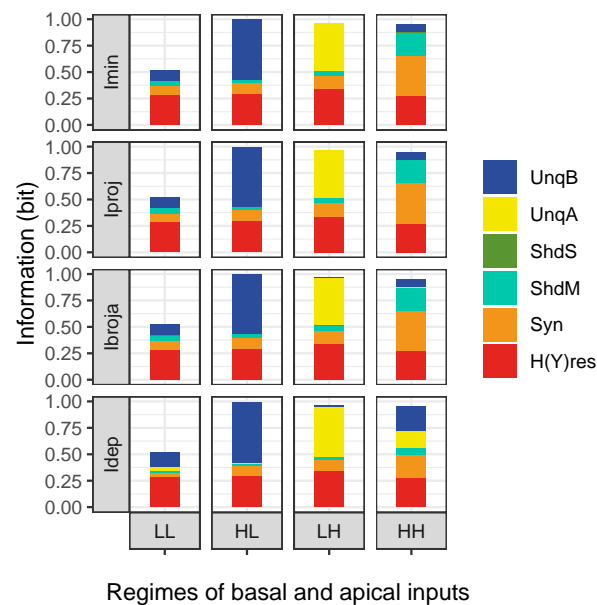 Information (bit)
Imin
1.00
0.75
0.50
0.25
0.00
Iproj
1.00
0.75
0.50
0.25
0.00
Ibroja
1.00
0.75
0.50
0.25
0.00
Idep
1.00
0.75
0.50
0.25
0.00
LL HL LH HH
Regimes of basal and apical inputs
UnqB
UnqA
ShdS
ShdM
Syn
H(Y)res